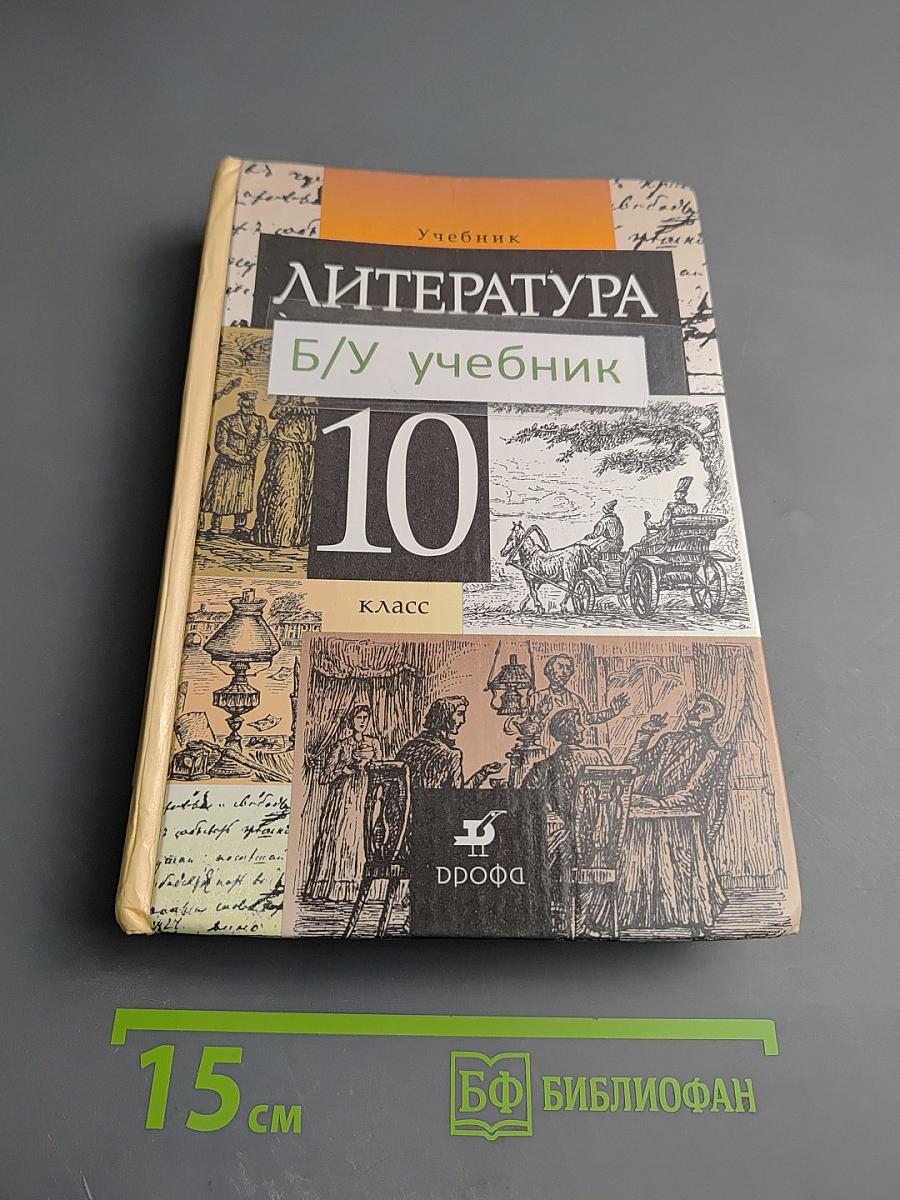 Учебник
ЛИТЕРАТУРА
Б/У учебник
10
класс
дрофа
15 см
БФ БИБЛИОФАН